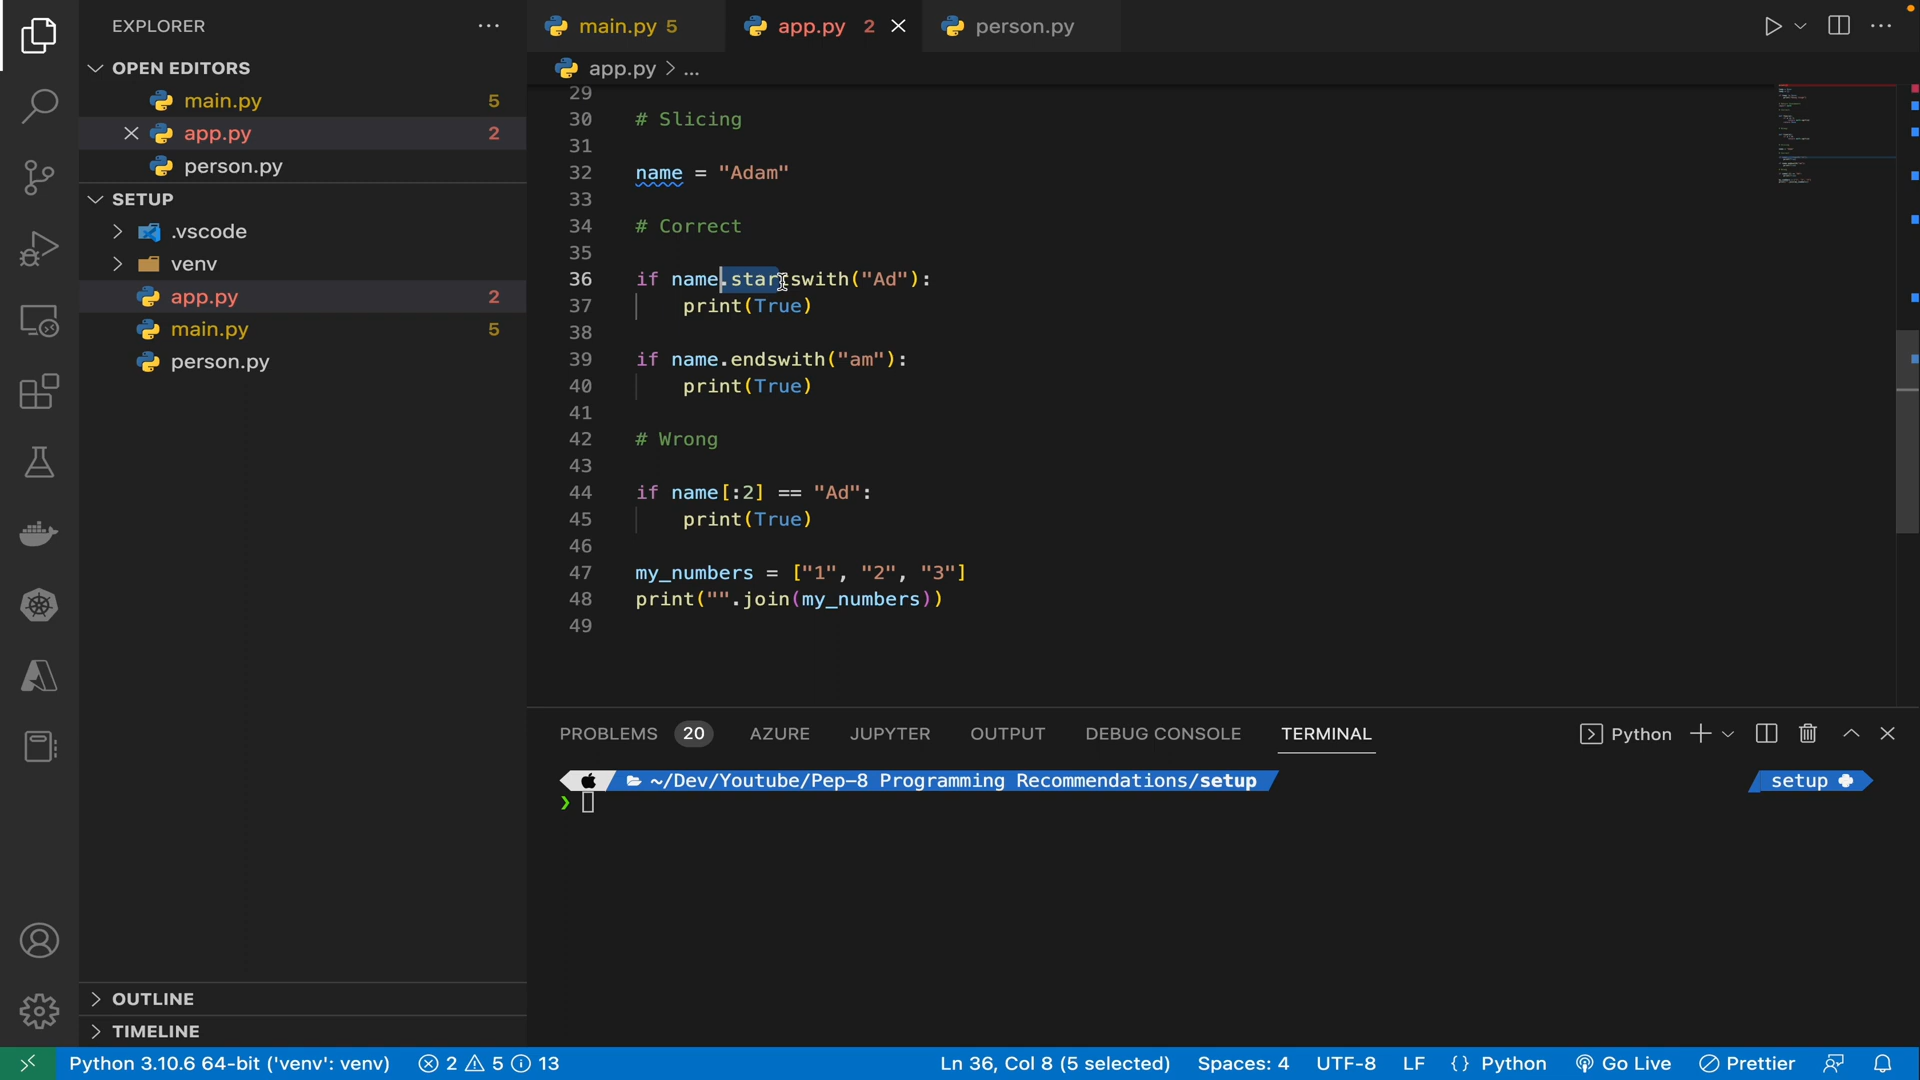 EXPLORER
OPEN EDITORS
main.py 5
app.py 2
person.py
SETUP
.vscode
venv
app.py 2
main.py 5
person.py
OUTLINE
TIMELINE
main.py 5
app.py 2
person.py
app.py > ...
29
30 # Slicing
31
32 name = "Adam"
33
34 # Correct
35
36 if name.startswith("Ad"):
37 print(True)
38
39 if name.endswith("am"):
40 print(True)
41
42 # Wrong
43
44 if name[:2] == "Ad":
45 print(True)
46
47 my_numbers = ["1", "2", "3"]
48 print("".join(my_numbers))
49
PROBLEMS 20 AZURE JUPYTER OUTPUT DEBUG CONSOLE TERMINAL Python
~/Dev/Youtube/Pep-8 Programming Recommendations/setup setup
❯
Python 3.10.6 64-bit ('venv': venv) 2 5 13 Ln 36, Col 8 (5 selected) Spaces: 4 UTF-8 LF {} Python Go Live Prettier